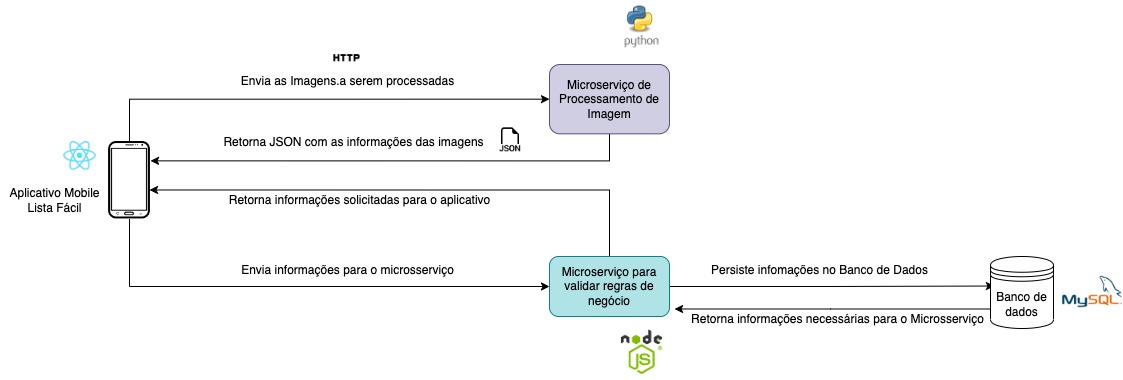 python
HTTP
Envia as Imagens.a serem processadas
Microserviço de
Processamento de
Imagem
Retorna JSON com as informações das imagens
JSON
Aplicativo Mobile
Lista Fácil
Retorna informações solicitadas para o aplicativo
Envia informações para o microsserviço
Microserviço para
validar regras de
negócio
Persiste infomações no Banco de Dados
Banco de
dados
MySQL
Retorna informações necessárias para o Microsserviço
node
JS